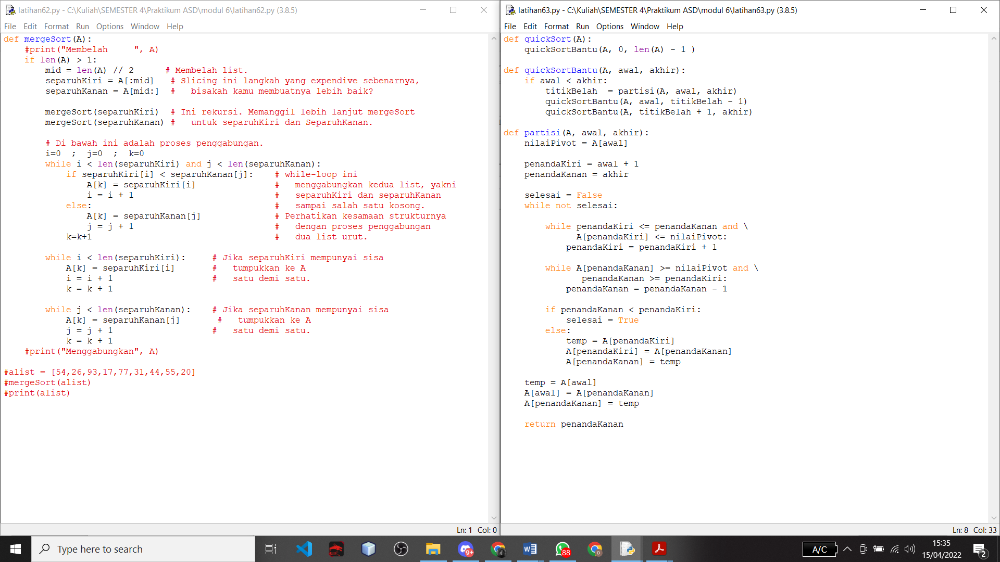 latihan62.py - C:\Kuliah\SEMESTER 4\Praktikum ASD\modul 6\latihan62.py (3.8.5)
File Edit Format Run Options Window Help
def mergeSort(A):
    #print("Membelah     ", A)
    if len(A) > 1:
        mid = len(A) // 2      # Membelah list.
        separuhKiri = A[:mid]   # Slicing ini langkah yang expendive sebenarnya,
        separuhKanan = A[mid:]  #   bisakah kamu membuatnya lebih baik?
        mergeSort(separuhKiri)  # Ini rekursi. Memanggil lebih lanjut mergeSort
        mergeSort(separuhKanan) #   untuk separuhKiri dan SeparuhKanan.
        # Di bawah ini adalah proses penggabungan.
        i=0  ;  j=0  ;  k=0
        while i < len(separuhKiri) and j < len(separuhKanan):
            if separuhKiri[i] < separuhKanan[j]:    # while-loop ini
                A[k] = separuhKiri[i]               #   menggabungkan kedua list, yakni
                i = i + 1                           #   separuhKiri dan separuhKanan
            else:                                   #   sampai salah satu kosong.
                A[k] = separuhKanan[j]              # Perhatikan kesamaan strukturnya
                j = j + 1                           #   dengan proses penggabungan
            k=k+1                                   #   dua list urut.
        while i < len(separuhKiri):     # Jika separuhKiri mempunyai sisa
            A[k] = separuhKiri[i]       #   tumpukkan ke A
            i = i + 1                   #   satu demi satu.
            k = k + 1
        while j < len(separuhKanan):    # Jika separuhKanan mempunyai sisa
            A[k] = separuhKanan[j]       #   tumpukkan ke A
            j = j + 1                   #   satu demi satu.
            k = k + 1
    #print("Menggabungkan", A)
#alist = [54,26,93,17,77,31,44,55,20]
#mergeSort(alist)
#print(alist)
Ln: 1 Col: 0
latihan63.py - C:\Kuliah\SEMESTER 4\Praktikum ASD\modul 6\latihan63.py (3.8.5)
File Edit Format Run Options Window Help
def quickSort(A):
    quickSortBantu(A, 0, len(A) - 1 )
def quickSortBantu(A, awal, akhir):
    if awal < akhir:
        titikBelah  = partisi(A, awal, akhir)
        quickSortBantu(A, awal, titikBelah - 1)
        quickSortBantu(A, titikBelah + 1, akhir)
def partisi(A, awal, akhir):
    nilaiPivot = A[awal]
    penandaKiri = awal + 1
    penandaKanan = akhir
    selesai = False
    while not selesai:
        while penandaKiri <= penandaKanan and \
              A[penandaKiri] <= nilaiPivot:
            penandaKiri = penandaKiri + 1
        while A[penandaKanan] >= nilaiPivot and \
               penandaKanan >= penandaKiri:
            penandaKanan = penandaKanan - 1
        if penandaKanan < penandaKiri:
            selesai = True
        else:
            temp = A[penandaKiri]
            A[penandaKiri] = A[penandaKanan]
            A[penandaKanan] = temp
    temp = A[awal]
    A[awal] = A[penandaKanan]
    A[penandaKanan] = temp
    return penandaKanan
Ln: 8 Col: 33
Type here to search
9+
88
D
A/C
15:35
15/04/2022
2